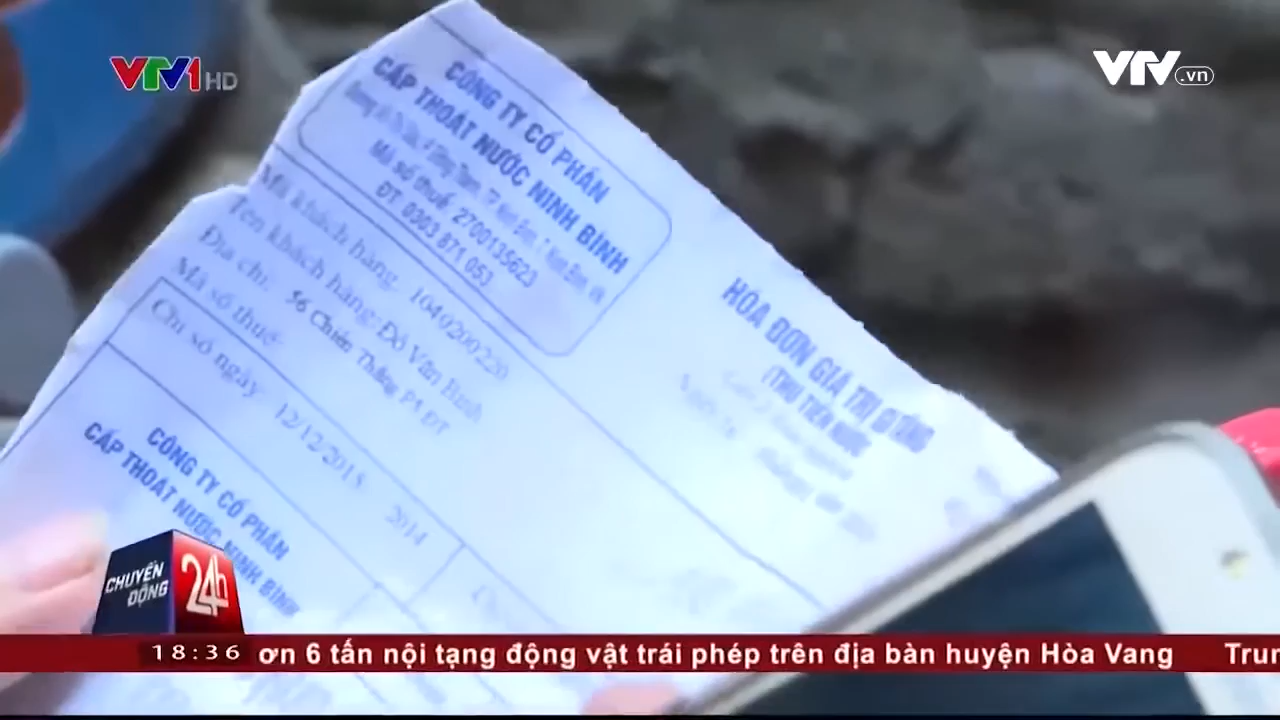 VTV1 HD
VTV.vn
CÔNG TY CỔ PHẦN
CẤP THOÁT NƯỚC NINH BÌNH
Mã số thuế: 2700135623
ĐT: 0303 871 053
HÓA ĐƠN GIÁ TRỊ GIA TĂNG
(THU TIỀN NƯỚC)
Mã khách hàng: 1040200220
Tên khách hàng: Đỗ Văn Bình
Địa chỉ: 56 Chiến Thắng P1 ĐT
Mã số thuế:
Chỉ số ngày: 12/12/2015
2014
CÔNG TY CỔ PHẦN
CẤP THOÁT NƯỚC NINH BÌNH
CHUYỂN ĐỘNG 24h
18:36 ơn 6 tấn nội tạng động vật trái phép trên địa bàn huyện Hòa Vang Trun